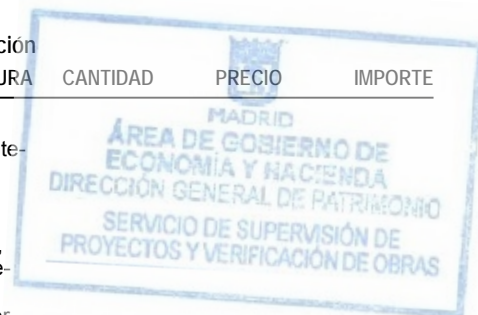 ción
URA CANTIDAD PRECIO IMPORTE
MADRID
ÁREA DE GOBIERNO DE
te-
ECONOMÍA Y HACIENDA
DIRECCIÓN GENERAL DE PATRIMONIO
SERVICIO DE SUPERVISIÓN DE
PROYECTOS Y VERIFICACIÓN DE OBRAS